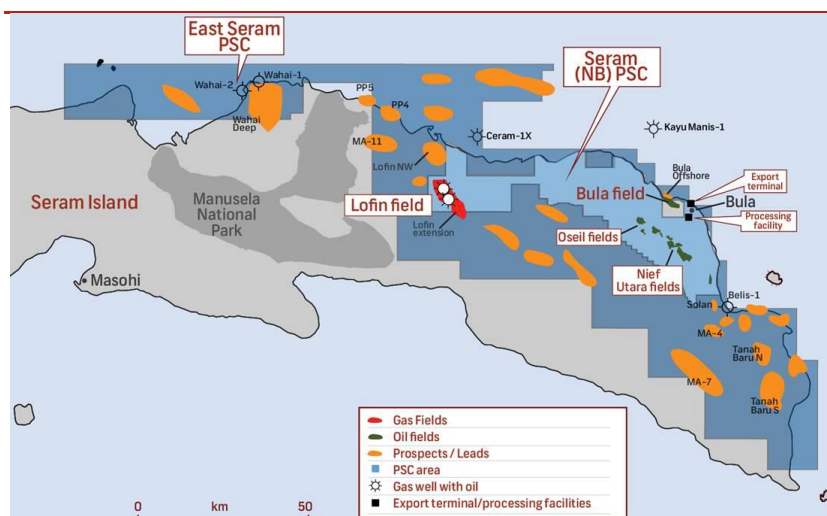 East Seram
PSC
Seram
(NB) PSC
Wahai-1
Wahai-2
Wahai
Deep
PP5
PP4
MA-11
Ceram-1X
Kayu Manis-1
Lofin NW
Bula
Offshore
Export
terminal
Manusela
National
Park
Seram Island
Lofin field
Bula field
Bula
Processing
facility
Lofin
extension
Oseil fields
Nief
Utara fields
Masohi
Belis-1
Solan
MA-4
Tanah
Baru N
MA-7
Tanah
Baru S
Gas Fields
Oil fields
Prospects / Leads
PSC area
Gas well with oil
Export terminal/processing facilities
0 km 50